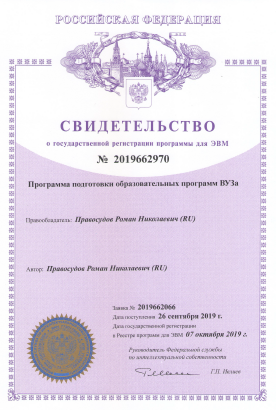 РОССИЙСКАЯ ФЕДЕРАЦИЯ
СВИДЕТЕЛЬСТВО
о государственной регистрации программы для ЭВМ
№ 2019662970
Программа подготовки образовательных программ ВУЗа
Правообладатель: Правосудов Роман Николаевич (RU)
Автор: Правосудов Роман Николаевич (RU)
Заявка № 2019662066
Дата поступления 26 сентября 2019 г.
Дата государственной регистрации
в Реестре программ для ЭВМ 07 октября 2019 г.
Руководитель Федеральной службы
по интеллектуальной собственности
Г.П. Ивлиев